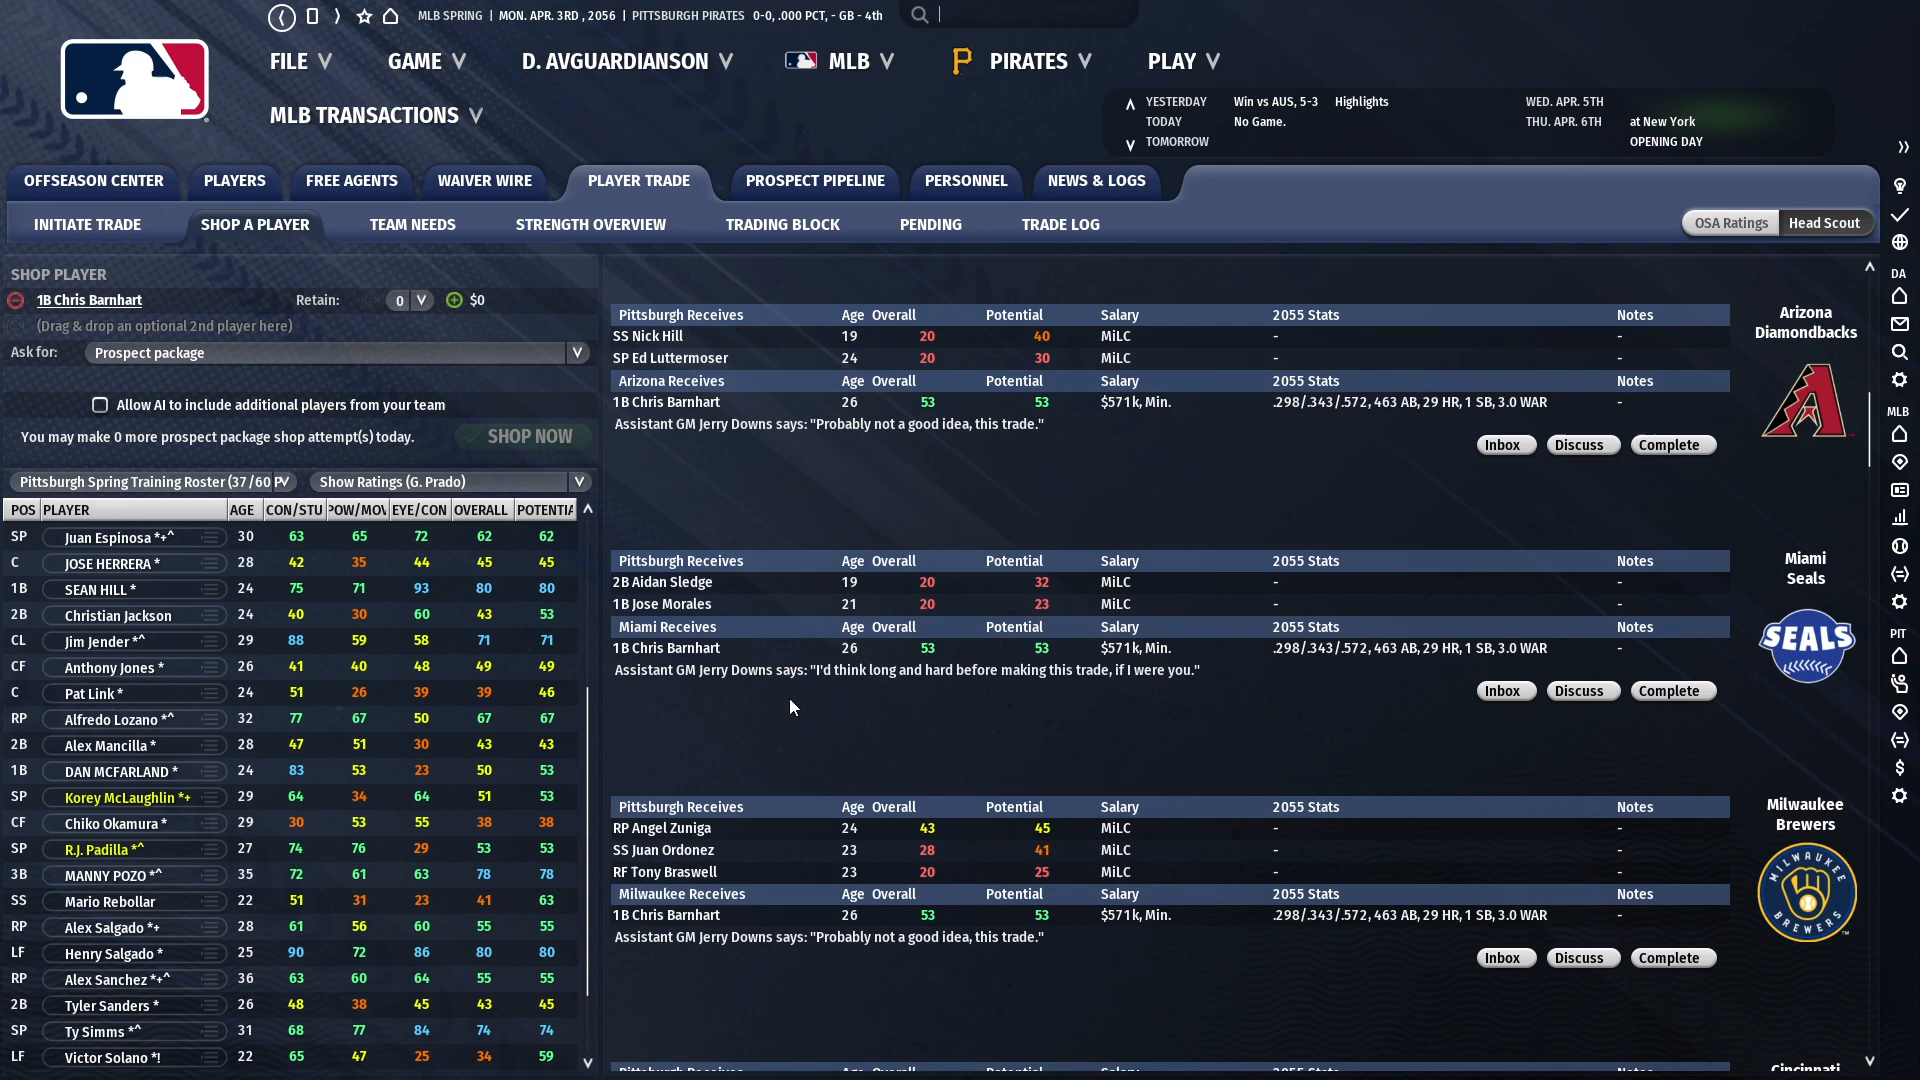 MLB SPRING | MON. APR. 3RD , 2056 | PITTSBURGH PIRATES 0-0, .000 PCT, - GB - 4th
FILE GAME D. AVGUARDIANSON MLB PIRATES PLAY
MLB TRANSACTIONS
YESTERDAY Win vs AUS, 5-3 Highlights WED. APR. 5TH
TODAY No Game. THU. APR. 6TH at New York
TOMORROW OPENING DAY
OFFSEASON CENTER PLAYERS FREE AGENTS WAIVER WIRE PLAYER TRADE PROSPECT PIPELINE PERSONNEL NEWS & LOGS
INITIATE TRADE SHOP A PLAYER TEAM NEEDS STRENGTH OVERVIEW TRADING BLOCK PENDING TRADE LOG OSA Ratings Head Scout
SHOP PLAYER
1B Chris Barnhart Retain: 0 $0
(Drag & drop an optional 2nd player here)
Ask for: Prospect package
Allow AI to include additional players from your team
You may make 0 more prospect package shop attempt(s) today. SHOP NOW
Pittsburgh Spring Training Roster (37/60 P Show Ratings (G. Prado)
POS PLAYER AGE CON/STU POW/MOV EYE/CON OVERALL POTENTIA
SP Juan Espinosa *+^ 30 63 65 72 62 62
C JOSE HERRERA * 28 42 35 44 45 45
1B SEAN HILL * 24 75 71 93 80 80
2B Christian Jackson 24 40 30 60 43 53
CL Jim Jender *^ 29 88 59 58 71 71
CF Anthony Jones * 26 41 40 48 49 49
C Pat Link * 24 51 26 39 39 46
RP Alfredo Lozano *^ 32 77 67 50 67 67
2B Alex Mancilla * 28 47 51 30 43 43
1B DAN MCFARLAND * 24 83 53 23 50 53
SP Korey McLaughlin *+ 29 64 34 64 51 53
CF Chiko Okamura * 29 30 53 55 38 38
SP R.J. Padilla *^ 27 74 76 29 53 53
3B MANNY POZO *^ 35 72 61 63 78 78
SS Mario Rebollar 22 51 31 23 41 63
RP Alex Salgado *+ 28 61 56 60 55 55
LF Henry Salgado * 25 90 72 86 80 80
RP Alex Sanchez *+^ 36 63 60 64 55 55
2B Tyler Sanders * 26 48 38 45 43 45
SP Ty Simms *^ 31 68 77 84 74 74
LF Victor Solano *! 22 65 47 25 34 59
Pittsburgh Receives Age Overall Potential Salary 2055 Stats Notes
SS Nick Hill 19 20 40 MiLC - -
SP Ed Luttermoser 24 20 30 MiLC - -
Arizona Receives Age Overall Potential Salary 2055 Stats Notes
1B Chris Barnhart 26 53 53 $571k, Min. .298/.343/.572, 463 AB, 29 HR, 1 SB, 3.0 WAR -
Assistant GM Jerry Downs says: "Probably not a good idea, this trade."
Inbox Discuss Complete
Arizona
Diamondbacks
Pittsburgh Receives Age Overall Potential Salary 2055 Stats Notes
2B Aidan Sledge 19 20 32 MiLC - -
1B Jose Morales 21 20 23 MiLC - -
Miami Receives Age Overall Potential Salary 2055 Stats Notes
1B Chris Barnhart 26 53 53 $571k, Min. .298/.343/.572, 463 AB, 29 HR, 1 SB, 3.0 WAR -
Assistant GM Jerry Downs says: "I'd think long and hard before making this trade, if I were you."
Inbox Discuss Complete
Miami
Seals
SEALS
Pittsburgh Receives Age Overall Potential Salary 2055 Stats Notes
RP Angel Zuniga 24 43 45 MiLC - -
SS Juan Ordonez 23 28 41 MiLC - -
RF Tony Braswell 23 20 25 MiLC - -
Milwaukee Receives Age Overall Potential Salary 2055 Stats Notes
1B Chris Barnhart 26 53 53 $571k, Min. .298/.343/.572, 463 AB, 29 HR, 1 SB, 3.0 WAR -
Assistant GM Jerry Downs says: "Probably not a good idea, this trade."
Inbox Discuss Complete
Milwaukee
Brewers
MILWAUKEE
BREWERS
Pittsburgh Receives Age Overall Potential Salary 2055 Stats Notes
Cincinnati
DA
MLB
PIT